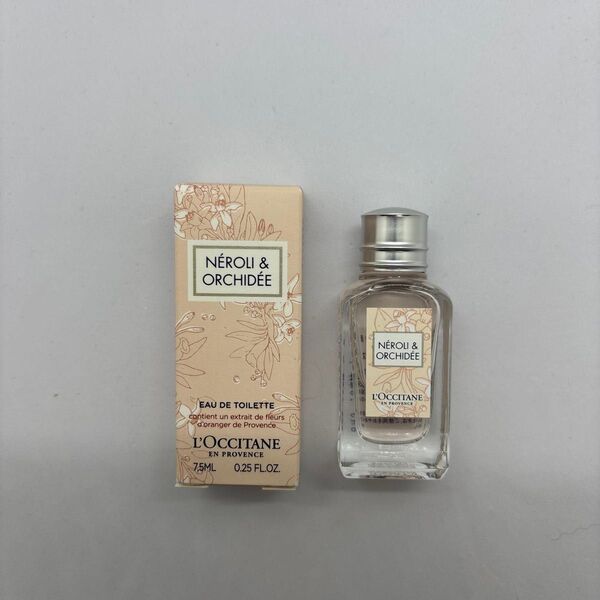 NÉROLI &
ORCHIDÉE
EAU DE TOILETTE
contient un extrait de fleurs
d'oranger de Provence
L'OCCITANE
EN PROVENCE
7,5ML 0.25 FL.OZ.
NÉROLI &
ORCHIDÉE
L'OCCITANE
EN PROVENCE